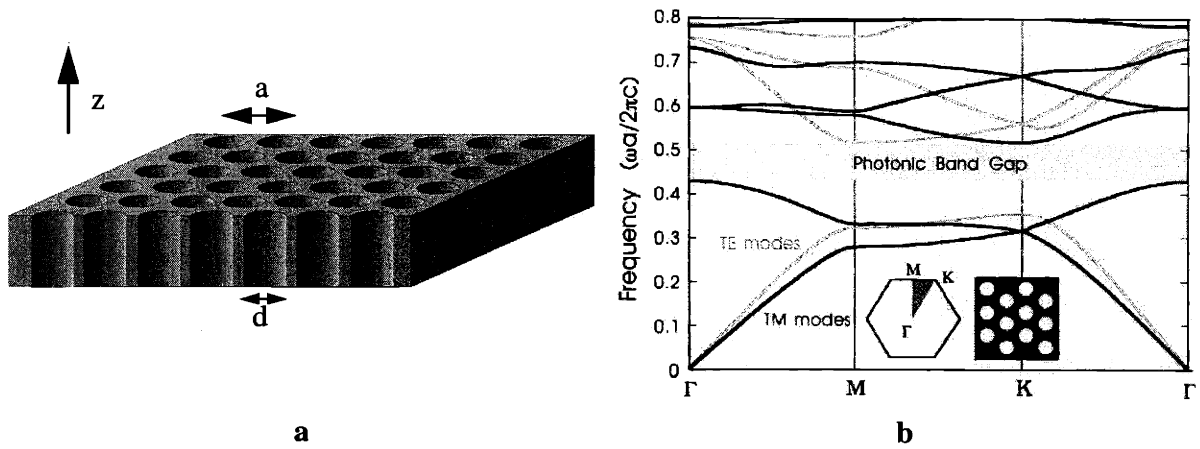 z
a
d
a
Frequency (ωa/2πC)
0.8
0.7
0.6
0.5
0.4
0.3
0.2
0.1
0
Photonic Band Gap
TE modes
TM modes
M
K
Γ
Γ
M
K
Γ
b